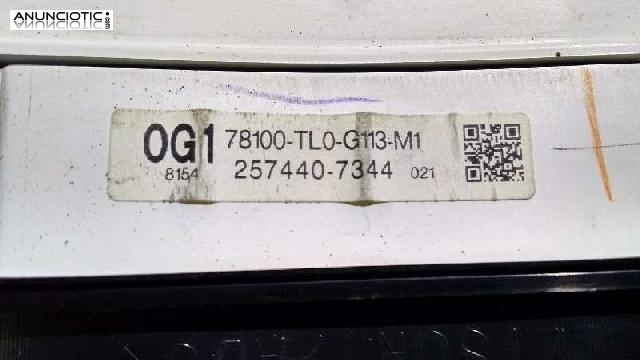 ANUNCIOTIC
.com
0G1 78100-TL0-G113-M1
8154 257440-7344 021